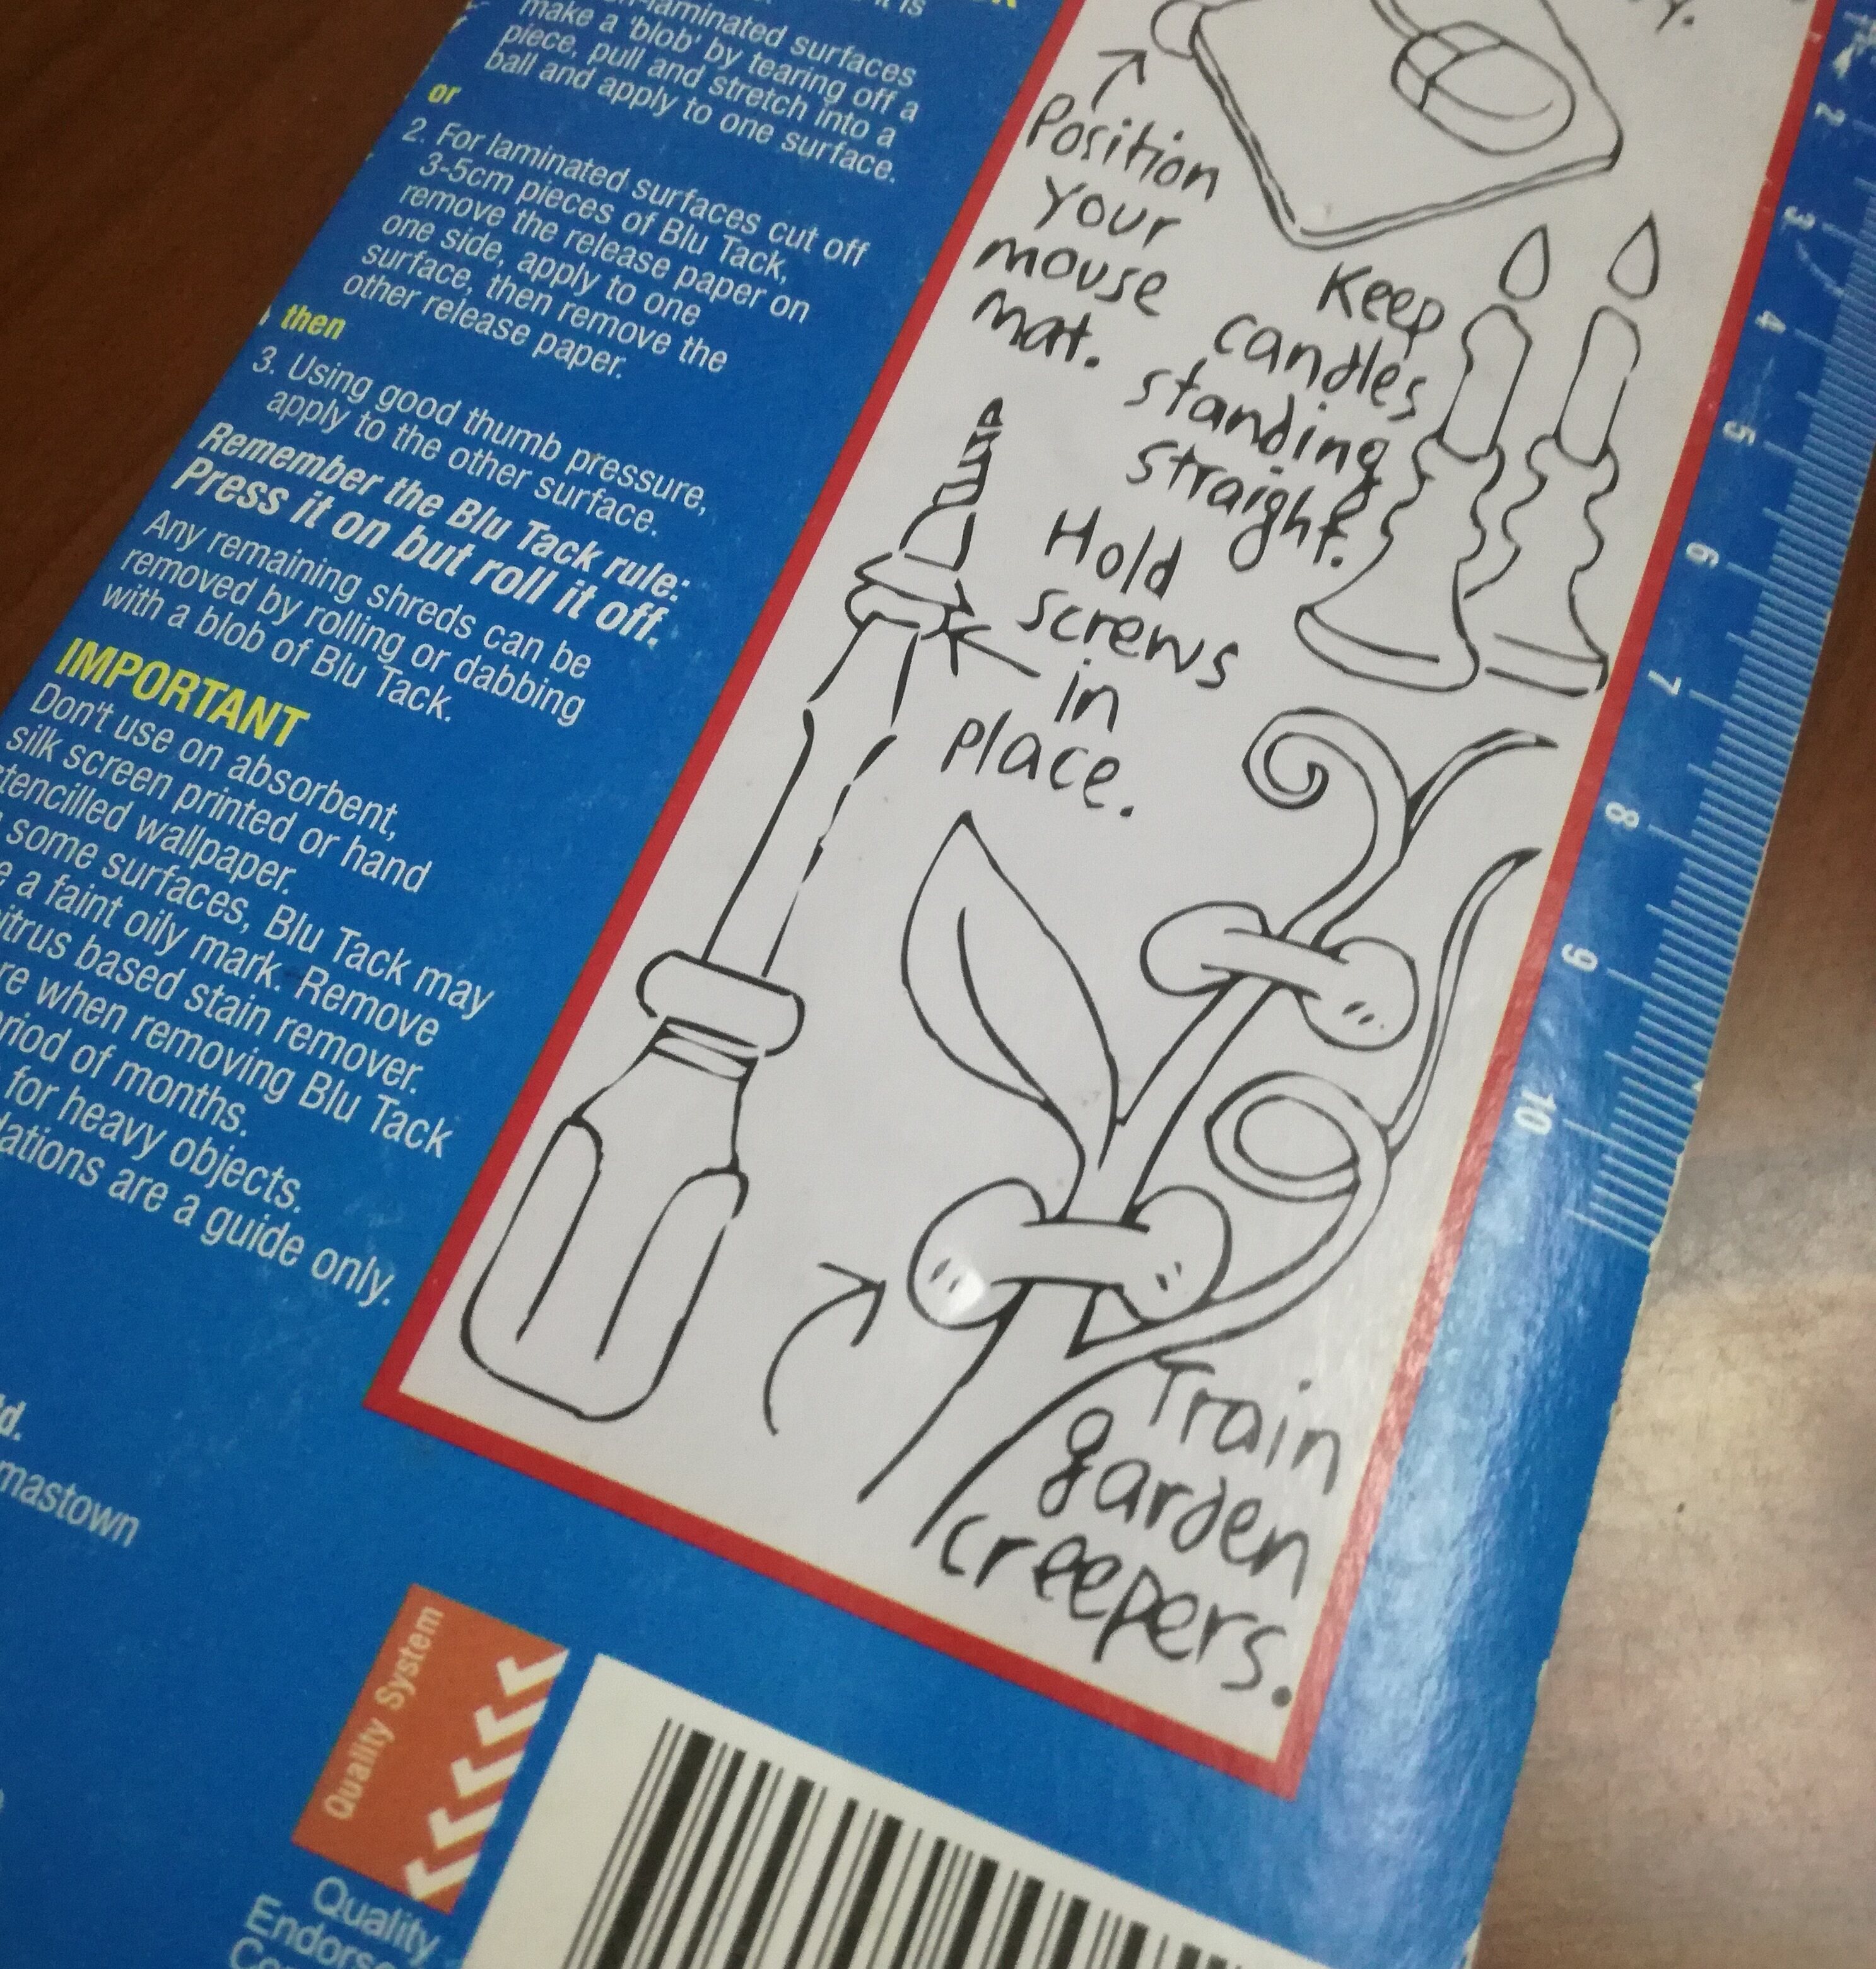 it is
laminated surfaces
make a 'blob' by tearing off a
piece, pull and stretch into a
ball and apply to one surface.
or
2. For laminated surfaces cut off
3-5cm pieces of Blu Tack,
remove the release paper on
one side, apply to one
surface, then remove the
other release paper.
then
3. Using good thumb pressure,
apply to the other surface.
Remember the Blu Tack rule:
Press it on but roll it off.
Any remaining shreds can be
removed by rolling or dabbing
with a blob of Blu Tack.
IMPORTANT
Don't use on absorbent,
silk screen printed or hand
stencilled wallpaper.
some surfaces, Blu Tack may
a faint oily mark. Remove
citrus based stain remover.
when removing Blu Tack
period of months.
for heavy objects.
are a guide only.
Position
your
mouse
mat.
Keep
candles
standing
straight.
Hold
screws
in
place.
Train
garden
creepers.
2
3
4
5
6
7
8
9
10
Quality System
Quality